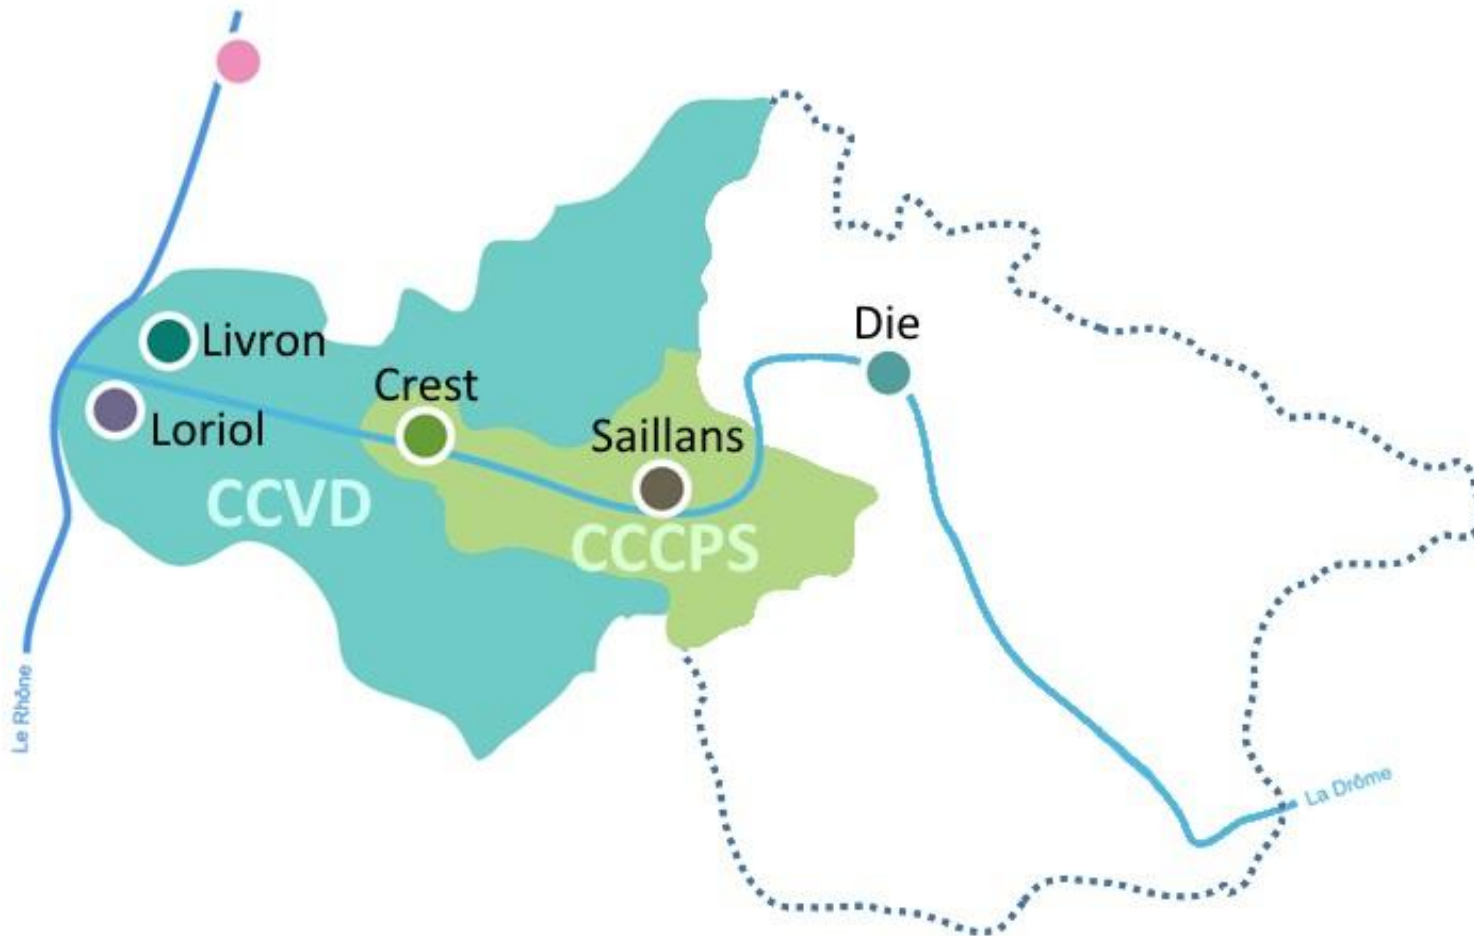 Die
Livron
Crest
Loriol
Saillans
CCVD
CCCPS
Le Rhône
La Drôme